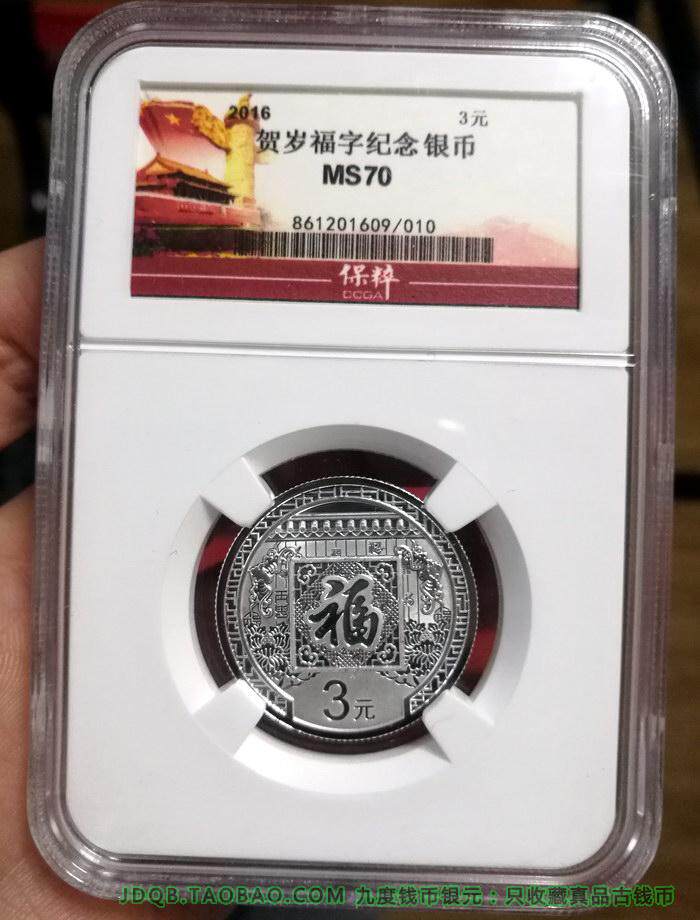 2016 3元
贺岁福字纪念银币
MS70
861201609/010
保粹
CCGA
福
3元
JDQB.TAOBAO.COM 九度钱币银元：只收藏真品古钱币